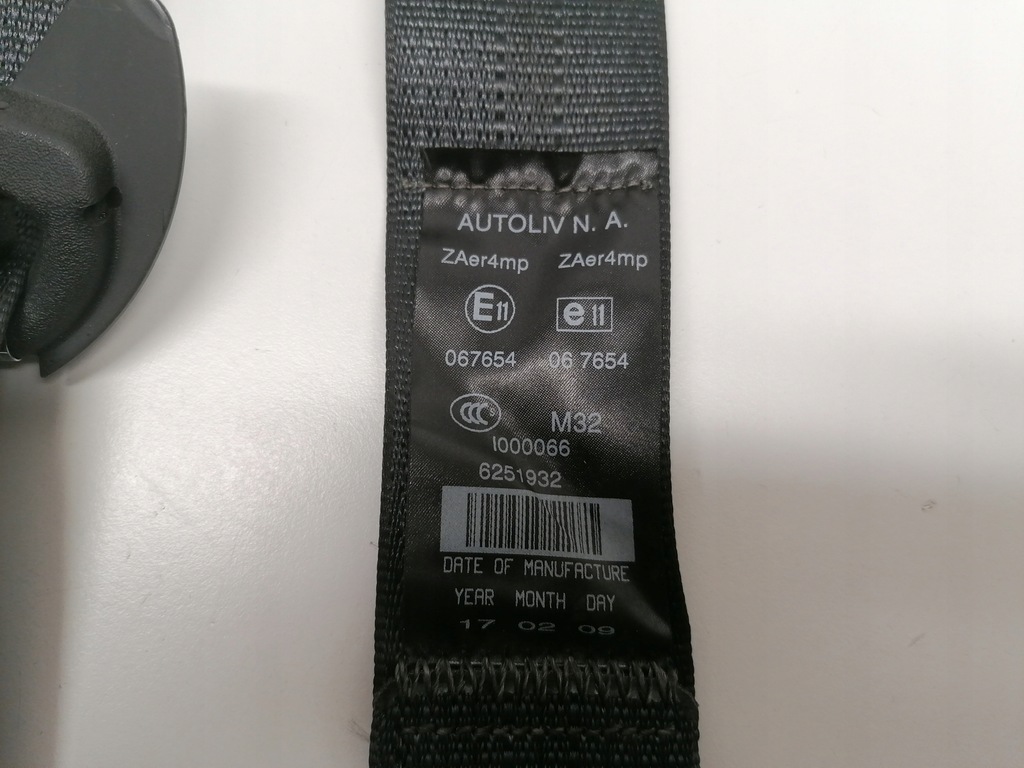 AUTOLIV N. A.
ZAer4mp ZAer4mp
E11 e11
067654 06 7654
CCC S M32
I000066
6251932
DATE OF MANUFACTURE
YEAR MONTH DAY
17 02 09